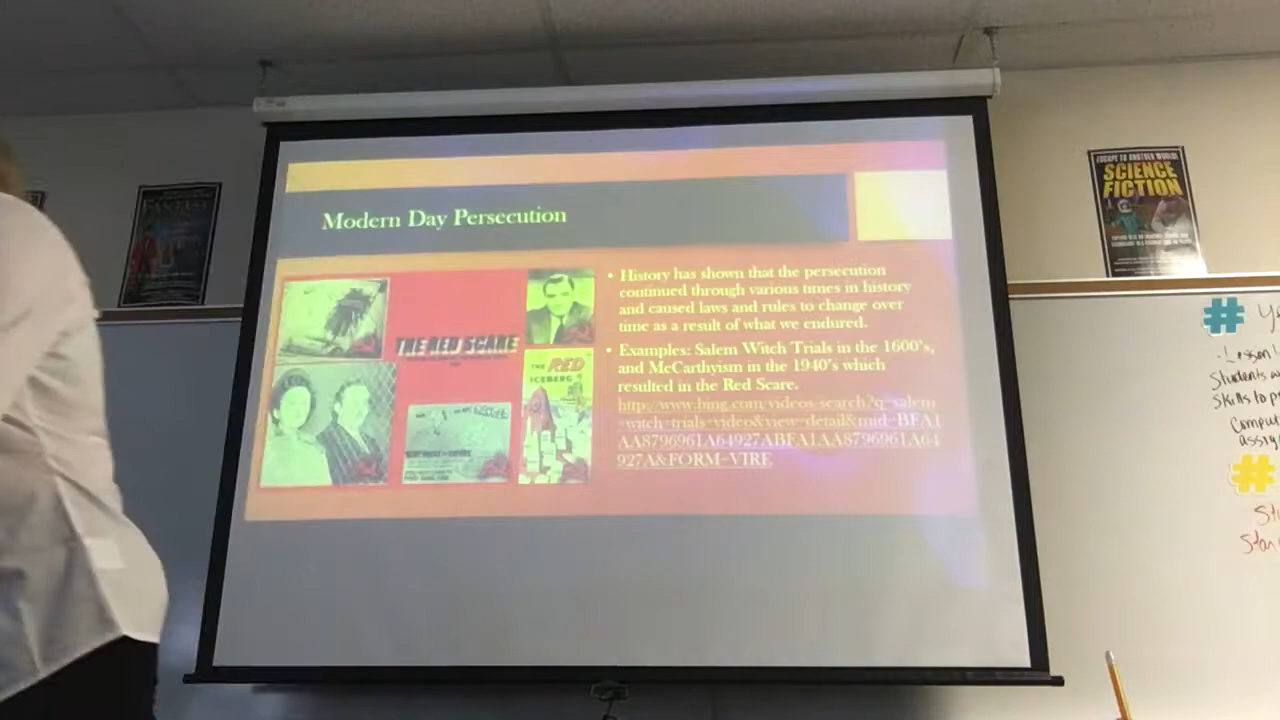 Modern Day Persecution
• History has shown that the persecution
continued through various times in history
and caused laws and rules to change over
time as a result of what we endured.
• Examples: Salem Witch Trials in the 1600's,
and McCarthyism in the 1940's which
resulted in the Red Scare.
http://www.bing.com/videos/search?q=salem
+witch+trials+video&view=detail&mid=BFA1
AA8796961A64927ABFA1AA8796961A64
927A&FORM=VIRE
THE RED SCARE
THE RED
ICEBERG
FANTASY
ESCAPE TO ANOTHER WORLD
SCIENCE
FICTION
#
Lesson
Students
Skills to
#